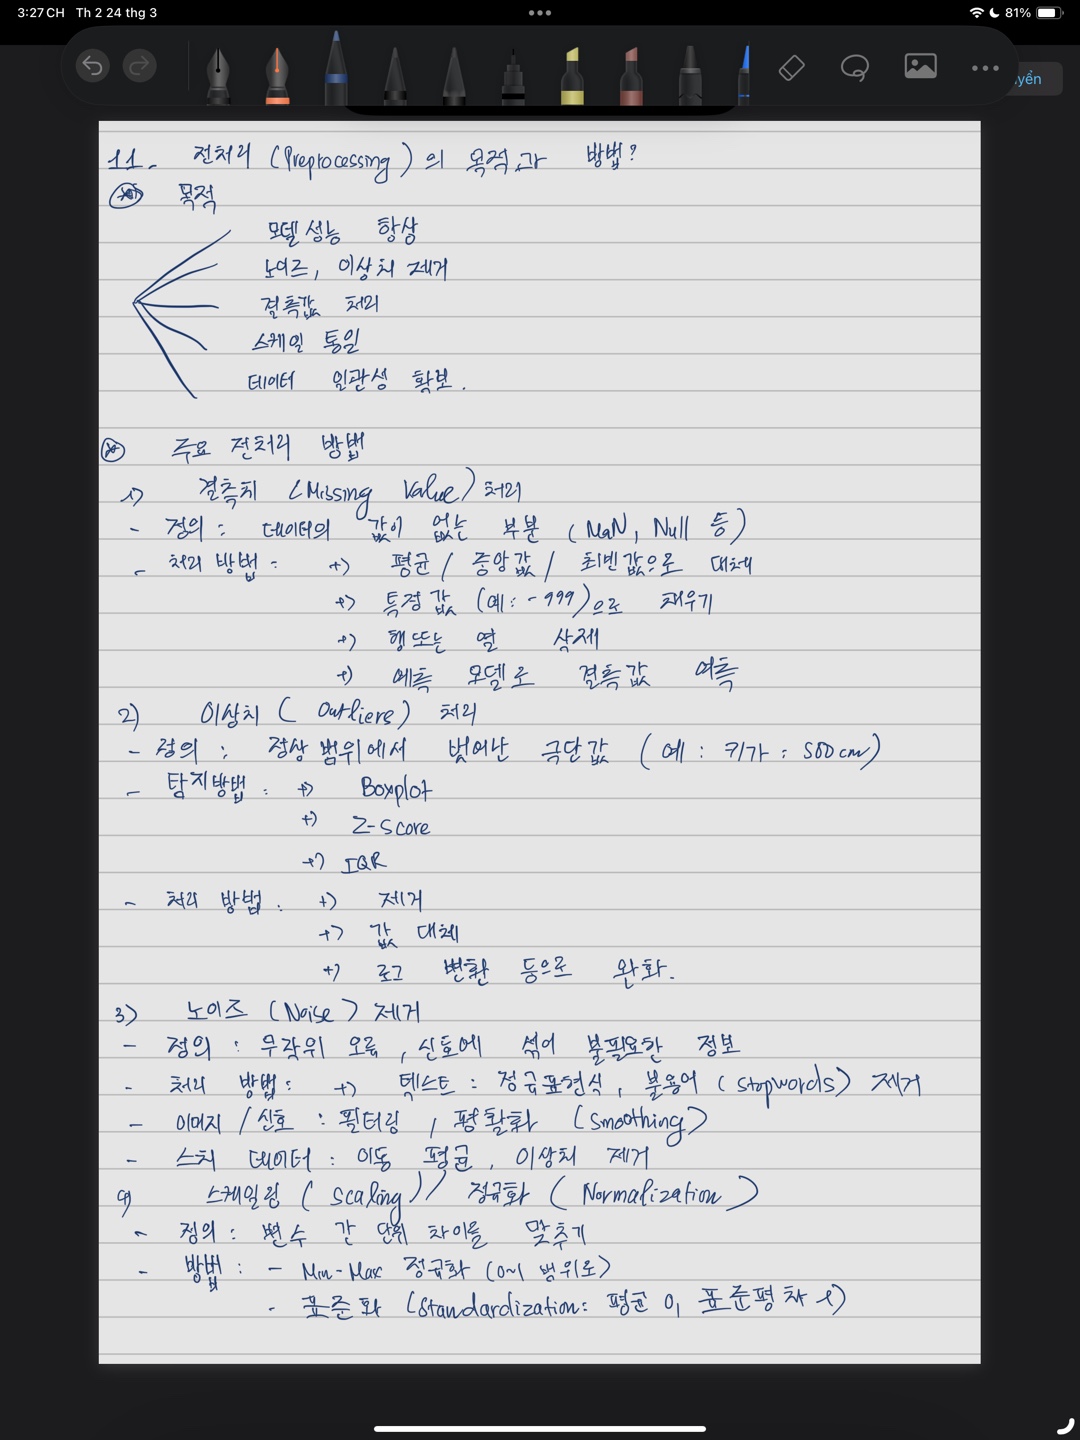 3:27 CH Th 2 24 thg 3
81%
yển
11. 전처리 (Preprocessing) 의 목적과 방법?
목적
모델 성능 향상
노이즈, 이상치 제거
결측값 처리
스케일 통일
데이터 일관성 확보.
주요 전처리 방법
1) 결측치 (Missing Value) 처리
- 정의 : 데이터의 값이 없는 부분 (NaN, Null 등)
- 처리 방법 : +) 평균 / 중앙값 / 최빈값으로 대체
+) 특정 값 (예: -999)으로 채우기
+) 행 또는 열 삭제
+) 예측 모델로 결측값 예측
2) 이상치 (Outliers) 처리
- 정의 : 정상 범위에서 벗어난 극단값 (예 : 키가 : 500cm)
- 탐지방법 : +) Boxplot
+) Z-Score
+) IQR
- 처리 방법 : +) 제거
+) 값 대체
+) 로그 변환 등으로 완화.
3) 노이즈 (Noise) 제거
- 정의 : 무작위 오류, 신호에 섞여 불필요한 정보
- 처리 방법 : +) 텍스트 : 정규표현식, 불용어 (stopwords) 제거
- 이미지 / 신호 : 필터링, 평활화 (Smoothing)
- 수치 데이터 : 이동 평균, 이상치 제거
4) 스케일링 (Scaling) / 정규화 (Normalization)
- 정의 : 변수 간 단위 차이를 맞추기
- 방법 : - Min-Max 정규화 (0~1 범위로)
- 표준화 (Standardization: 평균 0, 표준편차 1)